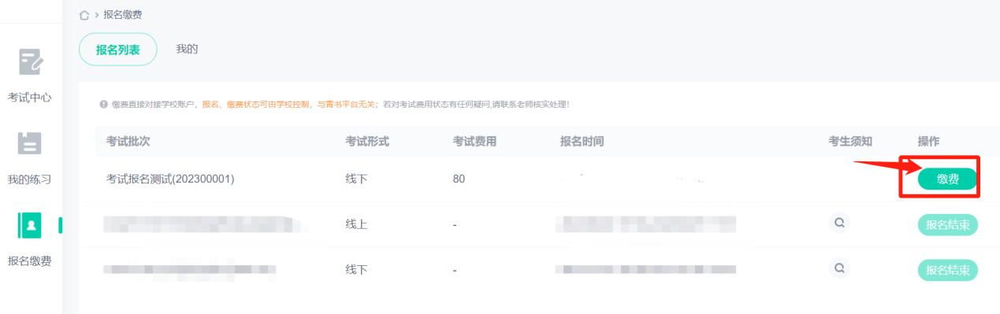 报名缴费
报名列表 我的
考试中心
我的练习
报名缴费
缴费直接对接学校账户，报名、缴费状态可由学校控制，与青书平台无关；若对考试费用状态有任何疑问,请联系老师核实处理！
考试批次 考试形式 考试费用 报名时间 考生须知 操作
考试报名测试(202300001) 线下 80 缴费
线上 - 报名结束
线下 - 报名结束